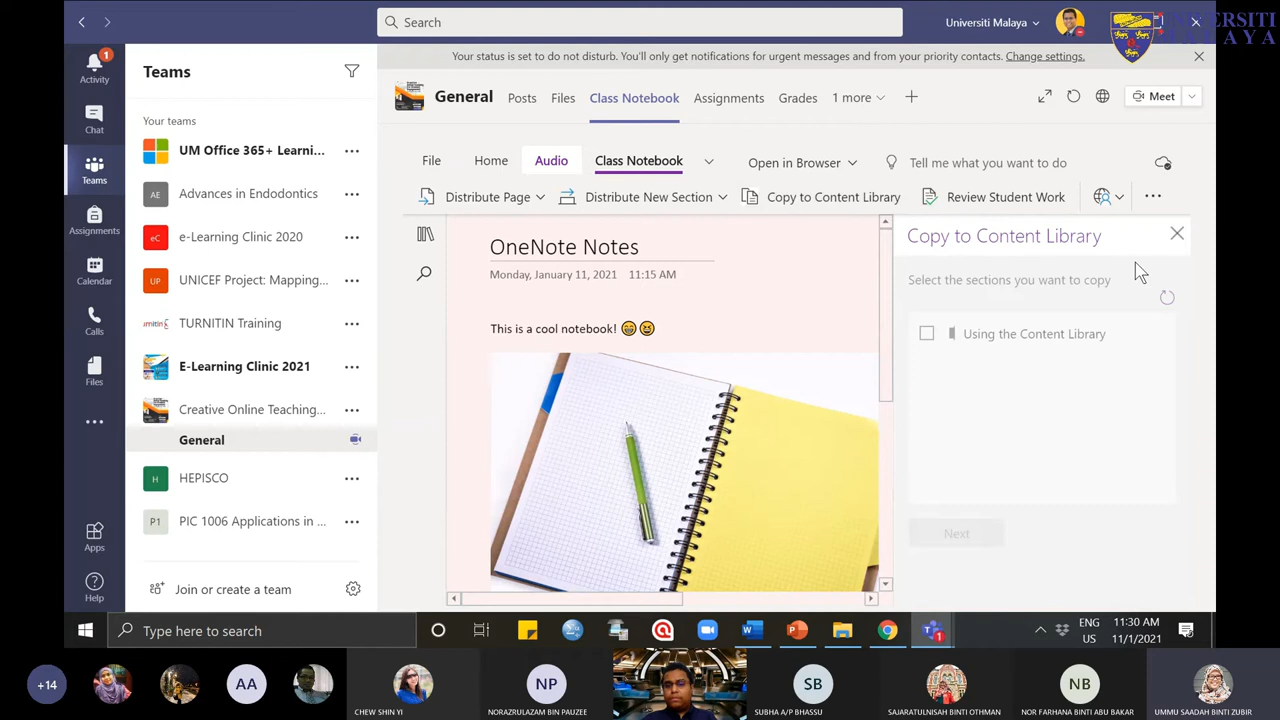 Search
Universiti Malaya
Your status is set to do not disturb. You'll only get notifications for urgent messages and from your priority contacts. Change settings.
1
Activity
Chat
Teams
Assignments
Calendar
Calls
Files
Apps
Help
Teams
Your teams
UM Office 365+ Learni...
AE Advances in Endodontics
eC e-Learning Clinic 2020
UP UNICEF Project: Mapping...
TURNITIN Training
E-Learning Clinic 2021
Creative Online Teaching...
General
H HEPISCO
P1 PIC 1006 Applications in ...
Join or create a team
General Posts Files Class Notebook Assignments Grades 1 more Meet
File Home Audio Class Notebook Open in Browser Tell me what you want to do
Distribute Page Distribute New Section Copy to Content Library Review Student Work
OneNote Notes
Monday, January 11, 2021 11:15 AM
This is a cool notebook! 😁😆
Copy to Content Library
Select the sections you want to copy
Using the Content Library
Next
Type here to search
ENG 11:30 AM
US 11/1/2021
+14
AA
CHEW SHIN YI
NP
NORAZRULAZAM BIN PAUZEE
SB
SUBHA A/P BHASSU
SAJARATULNISAH BINTI OTHMAN
NB
NOR FARHANA BINTI ABU BAKAR
UMMU SAADAH BINTI ZUBIR